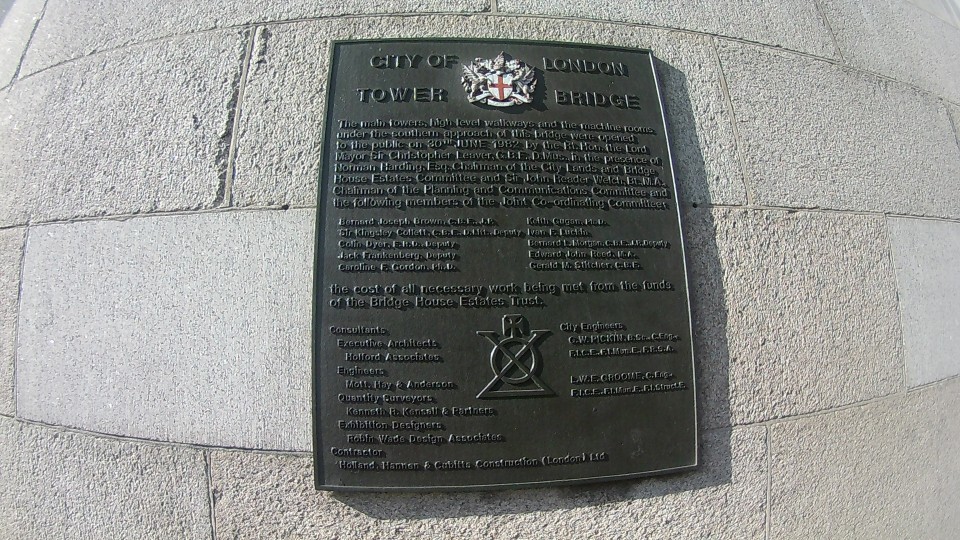 CITY OF LONDON
TOWER BRIDGE
The main towers, high level walkways and the machine rooms,
under the southern approach of this bridge were opened
to the public on 30TH JUNE 1982 by the Rt. Hon. the Lord
Mayor Sir Christopher Leaver, G.B.E., D.Mus., in the presence of
Norman Harding, Esq., Chairman of the City Lands and Bridge
House Estates Committee and Sir John Reader Welch, Bt., M.A.,
Chairman of the Planning and Communications Committee and
the following members of the Joint Co-ordinating Committee:
Bernard Joseph Brown, C.B.E., J.P.
Sir Kingsley Collett, C.B.E., Deputy
Colin Dyer, E.R.D., Deputy
Jack Frankenberg, Deputy
Caroline F. Gordon, Ph.D.
Keith
Ivan F. Luckin
Bernard L. Morgan, C.B.E., J.P., Deputy
Edward John Reed, M.A.
Gerald M. Stitcher, C.B.E.
the cost of all necessary work being met from the funds
of the Bridge House Estates Trust.
Consultants
Executive Architects
Holford Associates
Engineers
Mott, Hay & Anderson
Quantity Surveyors
Kenneth R. Kensall & Partners
Exhibition Designers
Robin Wade Design Associates
Contractor
Holland, Hannen & Cubitts Construction (London) Ltd
R
City Engineers
G.W. PICKIN, B.Sc., C.Eng.,
F.I.C.E., F.I.Mun.E., F.R.S.A.
L.W.E. GROOME, C.Eng.,
F.I.C.E., F.I.Mun.E., F.I.Struct.E.